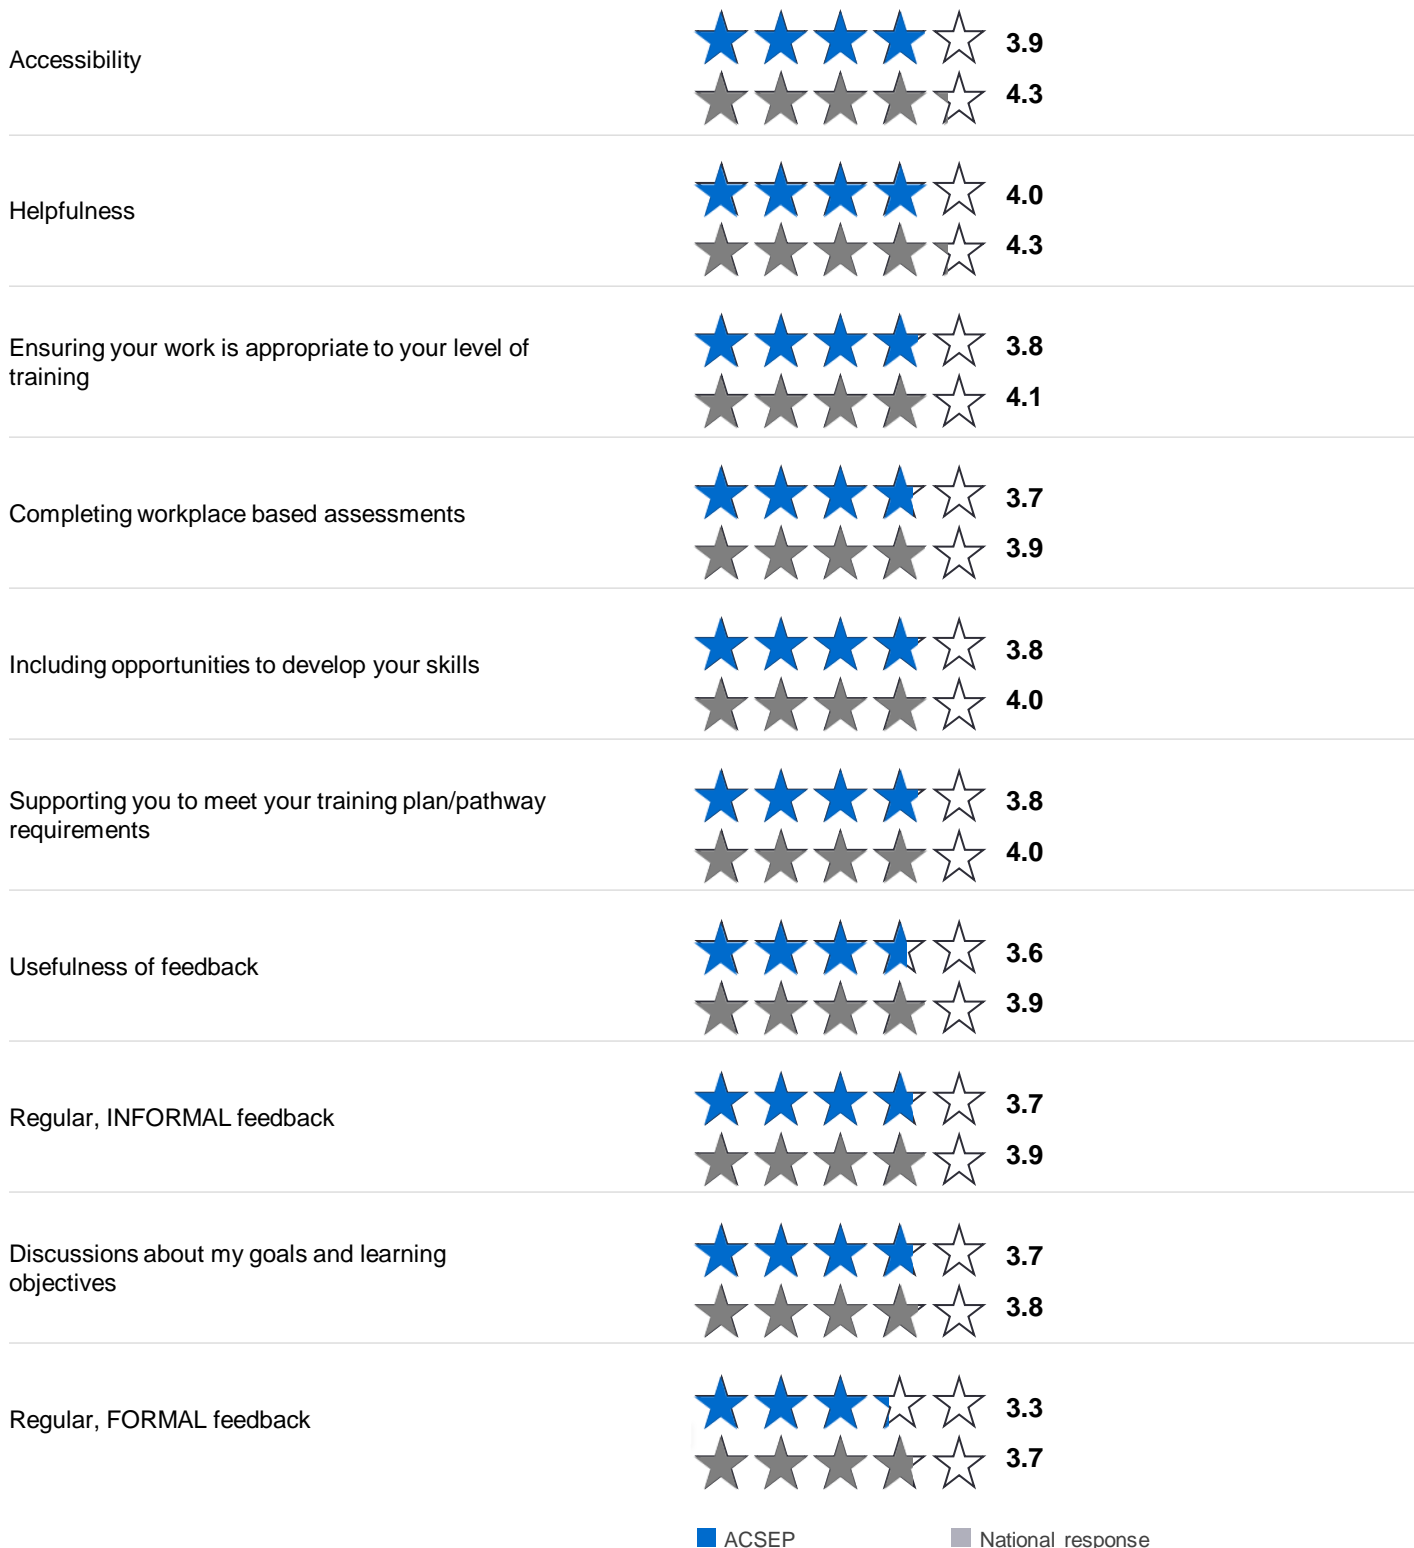 Accessibility
3.9
4.3
Helpfulness
4.0
4.3
Ensuring your work is appropriate to your level of
training
3.8
4.1
Completing workplace based assessments
3.7
3.9
Including opportunities to develop your skills
3.8
4.0
Supporting you to meet your training plan/pathway
requirements
3.8
4.0
Usefulness of feedback
3.6
3.9
Regular, INFORMAL feedback
3.7
3.9
Discussions about my goals and learning
objectives
3.7
3.8
Regular, FORMAL feedback
3.3
3.7
ACSEP National response